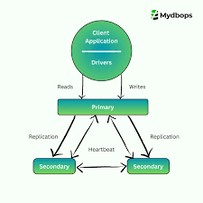 Mydbops
Client
Application
Drivers
Reads
Writes
Primary
Replication
Replication
Heartbeat
Secondary
Secondary